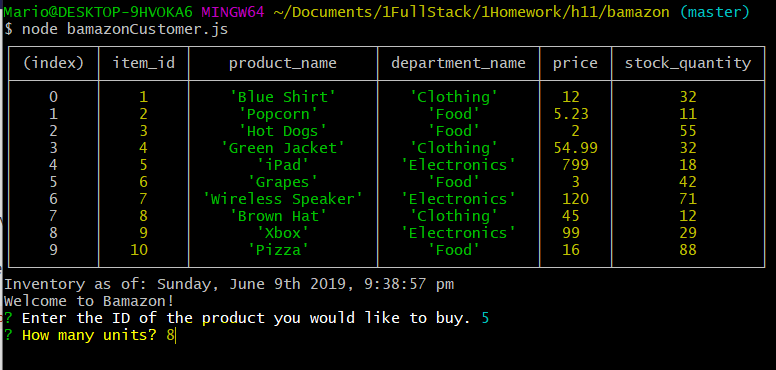 Mario@DESKTOP-9HVOKA6 MINGW64 ~/Documents/1FullStack/1Homework/h11/bamazon (master)
$ node bamazonCustomer.js
(index) item_id product_name department_name price stock_quantity
0 1 'Blue Shirt' 'Clothing' 12 32
1 2 'Popcorn' 'Food' 5.23 11
2 3 'Hot Dogs' 'Food' 2 55
3 4 'Green Jacket' 'Clothing' 54.99 32
4 5 'iPad' 'Electronics' 799 18
5 6 'Grapes' 'Food' 3 42
6 7 'Wireless Speaker' 'Electronics' 120 71
7 8 'Brown Hat' 'Clothing' 45 12
8 9 'Xbox' 'Electronics' 99 29
9 10 'Pizza' 'Food' 16 88
Inventory as of: Sunday, June 9th 2019, 9:38:57 pm
Welcome to Bamazon!
? Enter the ID of the product you would like to buy. 5
? How many units? 8